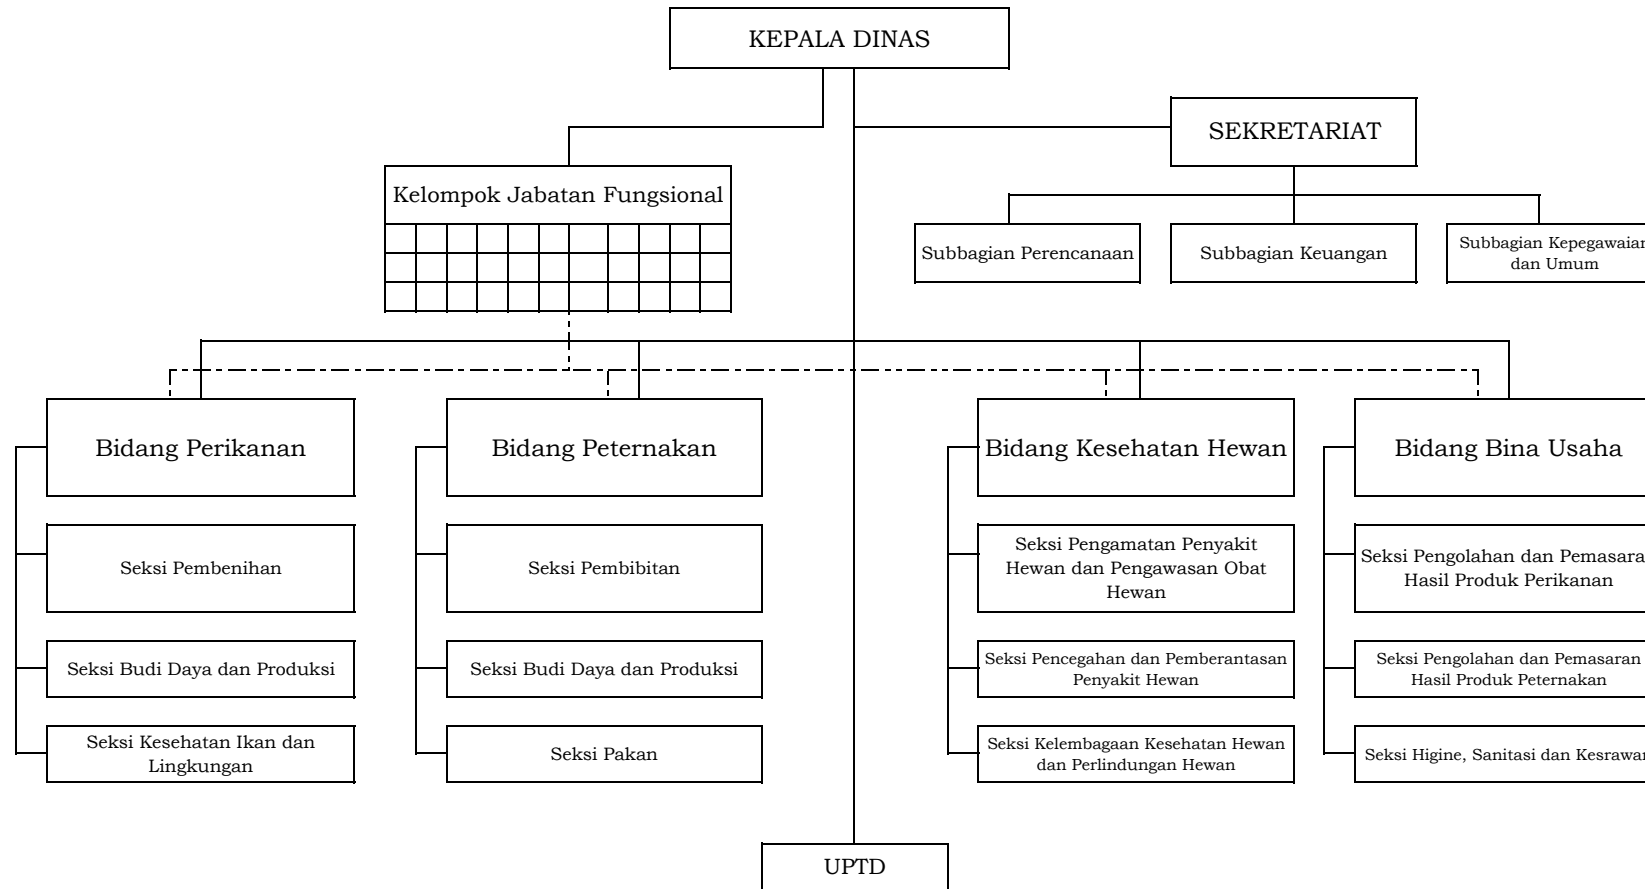 KEPALA DINAS
SEKRETARIAT
Kelompok Jabatan Fungsional
Subbagian Perencanaan
Subbagian Keuangan
Subbagian Kepegawaian
dan Umum
Bidang Perikanan
Bidang Peternakan
Bidang Kesehatan Hewan
Bidang Bina Usaha
Seksi Pembenihan
Seksi Pembibitan
Seksi Pengamatan Penyakit
Hewan dan Pengawasan Obat
Hewan
Seksi Pengolahan dan Pemasaran
Hasil Produk Perikanan
Seksi Budi Daya dan Produksi
Seksi Budi Daya dan Produksi
Seksi Pencegahan dan Pemberantasan
Penyakit Hewan
Seksi Pengolahan dan Pemasaran
Hasil Produk Peternakan
Seksi Kesehatan Ikan dan
Lingkungan
Seksi Pakan
Seksi Kelembagaan Kesehatan Hewan
dan Perlindungan Hewan
Seksi Higine, Sanitasi dan Kesrawan
UPTD